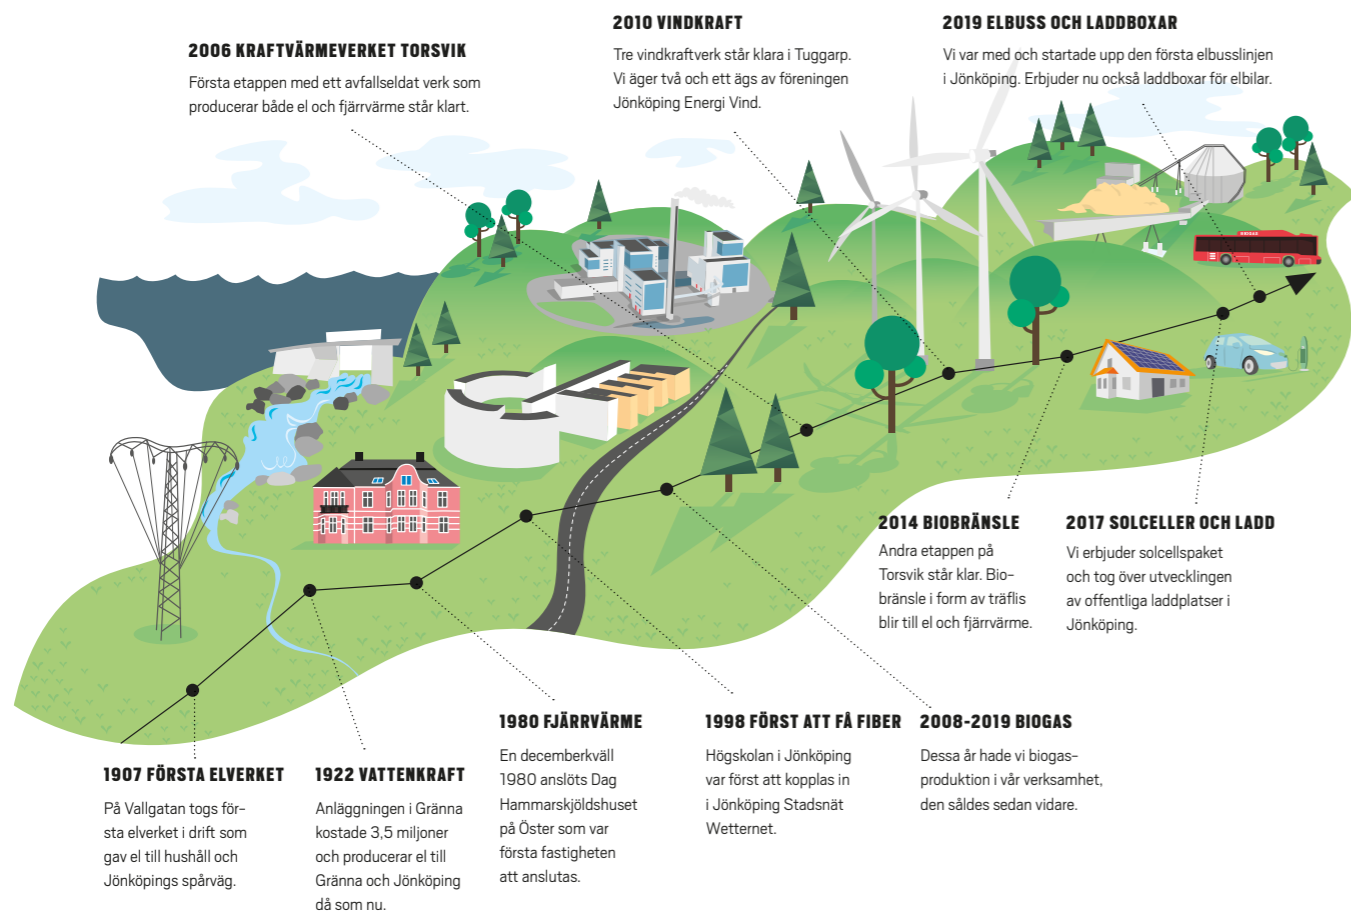 2006 KRAFTVÄRMEVERKET TORSVIK
Första etappen med ett avfallseldat verk som
producerar både el och fjärrvärme står klart.
2010 VINDKRAFT
Tre vindkraftverk står klara i Tuggarp.
Vi äger två och ett ägs av föreningen
Jönköping Energi Vind.
2019 ELBUSS OCH LADDBOXAR
Vi var med och startade upp den första elbusslinjen
i Jönköping. Erbjuder nu också laddboxar för elbilar.
BIOGAS
2014 BIOBRÄNSLE
Andra etappen på
Torsvik står klar. Bio-
bränsle i form av träflis
blir till el och fjärrvärme.
2017 SOLCELLER OCH LADD
Vi erbjuder solcellspaket
och tog över utvecklingen
av offentliga laddplatser i
Jönköping.
1907 FÖRSTA ELVERKET
På Vallgatan togs för-
sta elverket i drift som
gav el till hushåll och
Jönköpings spårväg.
1922 VATTENKRAFT
Anläggningen i Gränna
kostade 3,5 miljoner
och producerar el till
Gränna och Jönköping
då som nu.
1980 FJÄRRVÄRME
En decemberkväll
1980 anslöts Dag
Hammarskjöldshuset
på Öster som var
första fastigheten
att anslutas.
1998 FÖRST ATT FÅ FIBER
Högskolan i Jönköping
var först att kopplas in
i Jönköping Stadsnät
Wetternet.
2008-2019 BIOGAS
Dessa år hade vi biogas-
produktion i vår verksamhet,
den såldes sedan vidare.